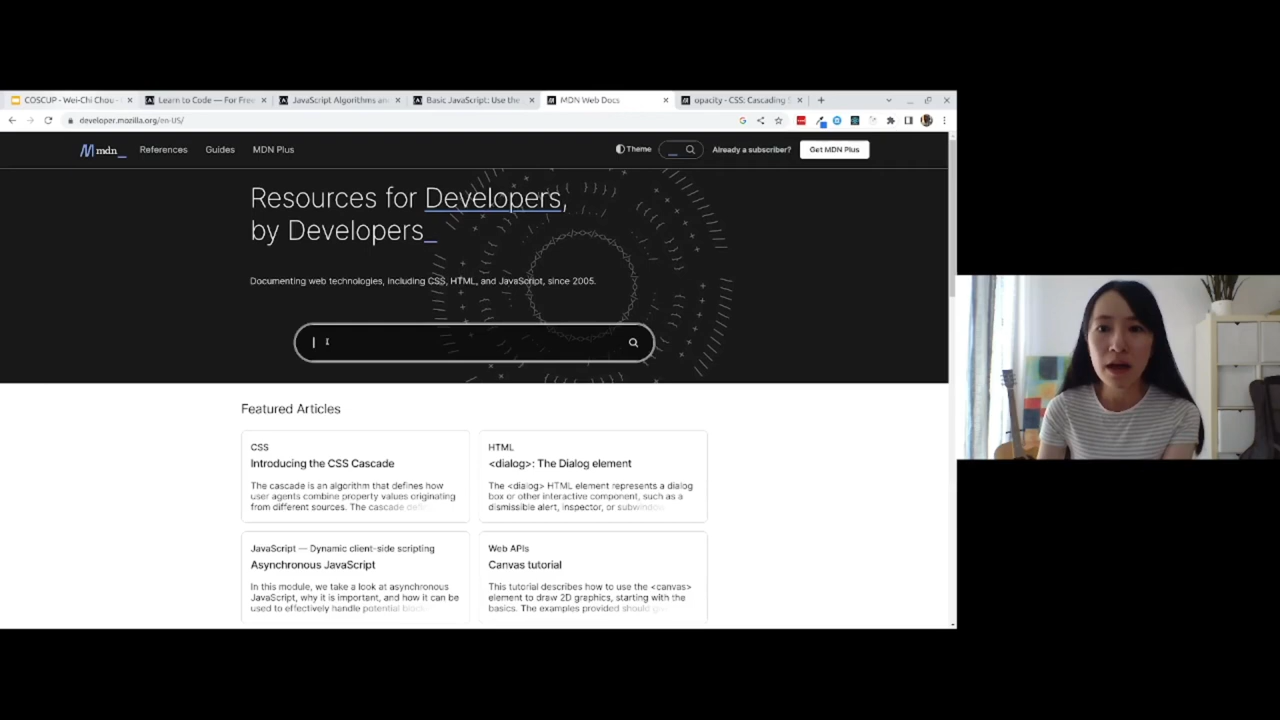 COSCUP - Wei-Chi Chou -
Learn to Code — For Free
JavaScript Algorithms an
Basic JavaScript: Use the
MDN Web Docs
opacity - CSS: Cascading S
developer.mozilla.org/en-US/
mdn_
References
Guides
MDN Plus
Theme
Already a subscriber?
Get MDN Plus
Resources for Developers,
by Developers_
Documenting web technologies, including CSS, HTML, and JavaScript, since 2005.
Featured Articles
CSS
Introducing the CSS Cascade
The cascade is an algorithm that defines how
user agents combine property values originating
from different sources. The cascade defi
HTML
<dialog>: The Dialog element
The <dialog> HTML element represents a dialog
box or other interactive component, such as a
dismissible alert, inspector, or subwindow
JavaScript — Dynamic client-side scripting
Asynchronous JavaScript
In this module, we take a look at asynchronous
JavaScript, why it is important, and how it can be
used to effectively handle potential block
Web APIs
Canvas tutorial
This tutorial describes how to use the <canvas>
element to draw 2D graphics, starting with the
basics. The examples provided should g